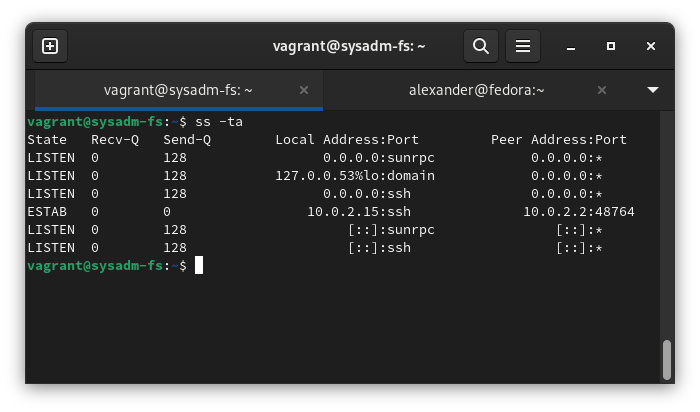 vagrant@sysadm-fs: ~
vagrant@sysadm-fs: ~ × alexander@fedora:~ ×
vagrant@sysadm-fs:~$ ss -ta
State Recv-Q Send-Q Local Address:Port Peer Address:Port
LISTEN 0 128 0.0.0.0:sunrpc 0.0.0.0:*
LISTEN 0 128 127.0.0.53%lo:domain 0.0.0.0:*
LISTEN 0 128 0.0.0.0:ssh 0.0.0.0:*
ESTAB 0 0 10.0.2.15:ssh 10.0.2.2:48764
LISTEN 0 128 [::]:sunrpc [::]:*
LISTEN 0 128 [::]:ssh [::]:*
vagrant@sysadm-fs:~$